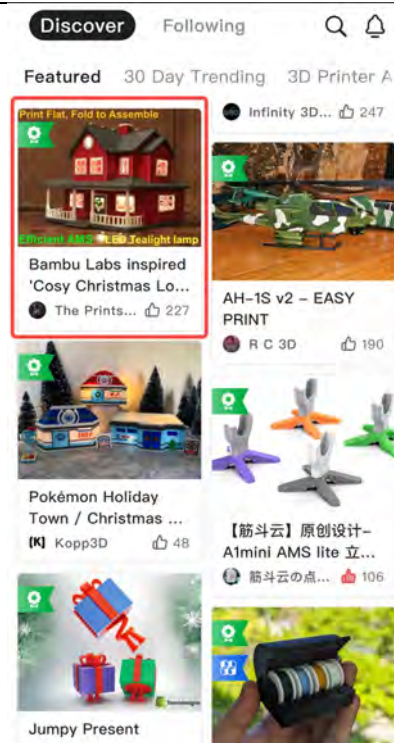 Discover
Following
Featured
30 Day Trending
3D Printer A
Print Flat, Fold to Assemble
Efficient AMS
LED Tealight lamp
Bambu Labs inspired
'Cosy Christmas Lo...
The Prints...
227
Infinity 3D...
247
AH-1S v2 – EASY
PRINT
R C 3D
190
Pokémon Holiday
Town / Christmas ...
[K] Kopp3D
48
【筋斗云】原创设计–
A1mini AMS lite 立...
筋斗云の点...
106
Jumpy Present